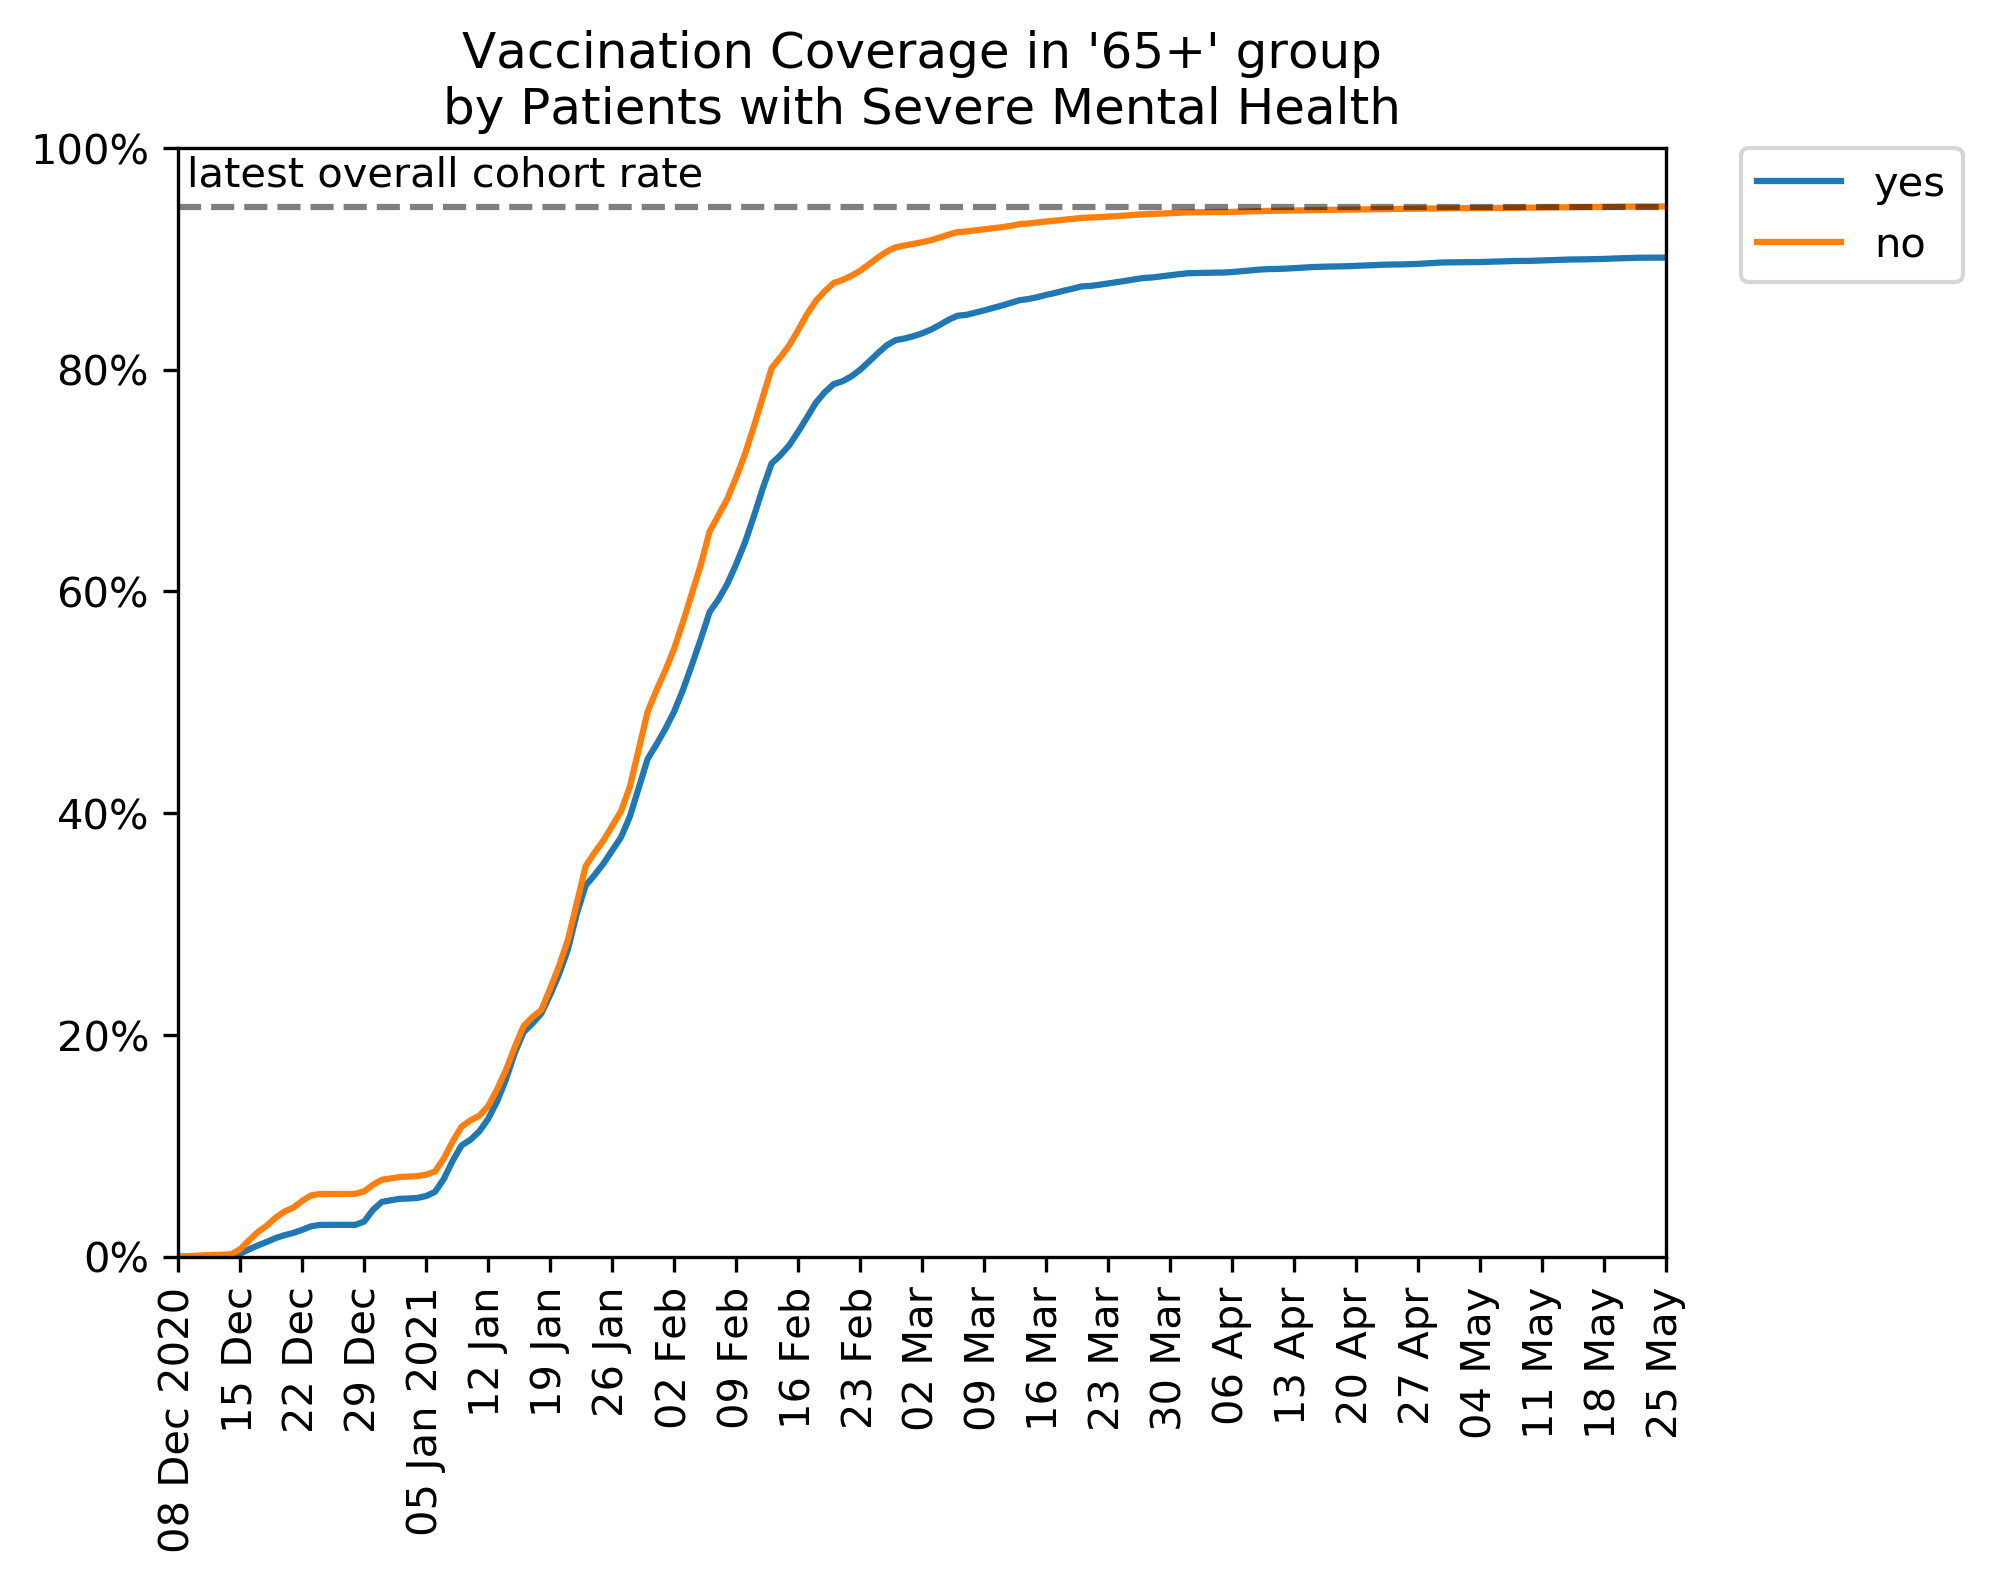 Vaccination Coverage in '65+' group
by Patients with Severe Mental Health
100%
80%
60%
40%
20%
0%
latest overall cohort rate
yes
no
08 Dec 2020
15 Dec
22 Dec
29 Dec
05 Jan 2021
12 Jan
19 Jan
26 Jan
02 Feb
09 Feb
16 Feb
23 Feb
02 Mar
09 Mar
16 Mar
23 Mar
30 Mar
06 Apr
13 Apr
20 Apr
27 Apr
04 May
11 May
18 May
25 May